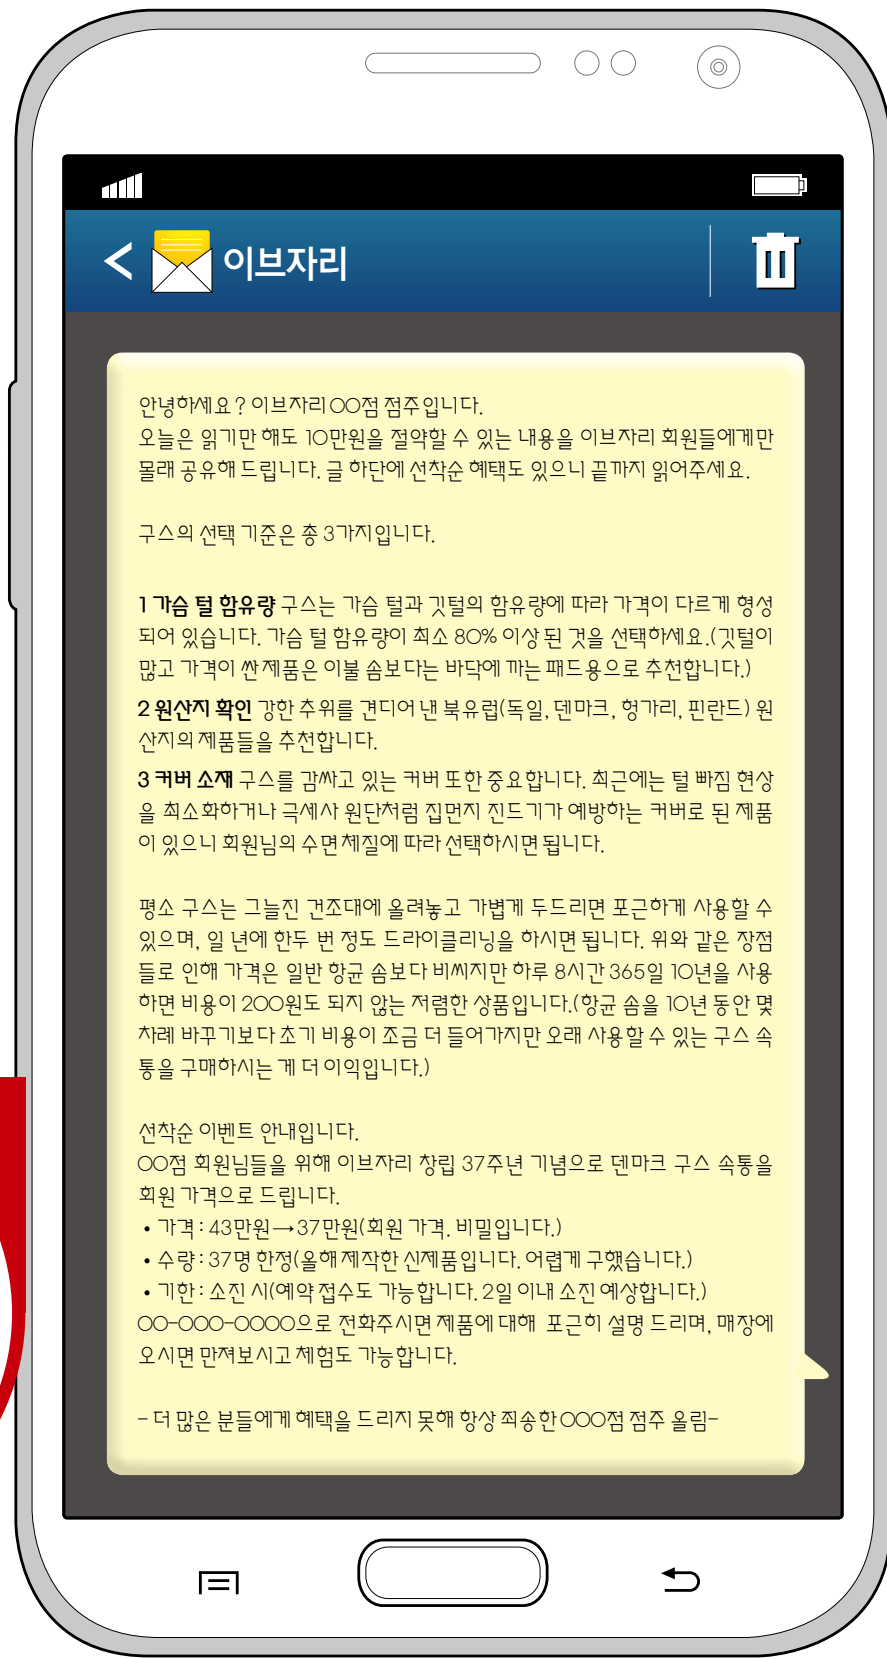 이브자리
안녕하세요? 이브자리 OO점 점주입니다.
오늘은 읽기만 해도 10만원을 절약할 수 있는 내용을 이브자리 회원들에게만
몰래 공유해 드립니다. 글 하단에 선착순 혜택도 있으니 끝까지 읽어주세요.
구스의 선택 기준은 총 3가지입니다.
1 가슴 털 함유량 구스는 가슴 털과 깃털의 함유량에 따라 가격이 다르게 형성
되어 있습니다. 가슴 털 함유량이 최소 80% 이상 된 것을 선택하세요.(깃털이
많고 가격이 싼 제품은 이불 솜보다는 바닥에 까는 패드용으로 추천합니다.)
2 원산지 확인 강한 추위를 견디어 낸 북유럽(독일, 덴마크, 헝가리, 핀란드) 원
산지의 제품들을 추천합니다.
3 커버 소재 구스를 감싸고 있는 커버 또한 중요합니다. 최근에는 털 빠짐 현상
을 최소화하거나 극세사 원단처럼 집먼지 진드기가 예방하는 커버로 된 제품
이 있으니 회원님의 수면 체질에 따라 선택하시면 됩니다.
평소 구스는 그늘진 건조대에 올려놓고 가볍게 두드리면 포근하게 사용할 수
있으며, 일 년에 한두 번 정도 드라이클리닝을 하시면 됩니다. 위와 같은 장점
들로 인해 가격은 일반 항균 솜보다 비씨지만 하루 8시간 365일 10년을 사용
하면 비용이 200원도 되지 않는 저렴한 상품입니다.(항균 솜을 10년 동안 몇
차례 바꾸기보다 초기 비용이 조금 더 들어가지만 오래 사용할 수 있는 구스 속
통을 구매하시는 게 더 이익입니다.)
선착순 이벤트 안내입니다.
OO점 회원님들을 위해 이브자리 창립 37주년 기념으로 덴마크 구스 속통을
회원 가격으로 드립니다.
• 가격 : 43만원→37만원(회원 가격. 비밀입니다.)
• 수량 : 37명 한정(올해 제작한 신제품입니다. 어렵게 구했습니다.)
• 기한 : 소진 시(예약 접수도 가능합니다. 2일 이내 소진 예상합니다.)
OO-OOO-OOOO으로 전화주시면 제품에 대해 포근히 설명 드리며, 매장에
오시면 만져보시고 체험도 가능합니다.
- 더 많은 분들에게 혜택을 드리지 못해 항상 죄송한 OOO점 점주 올림-